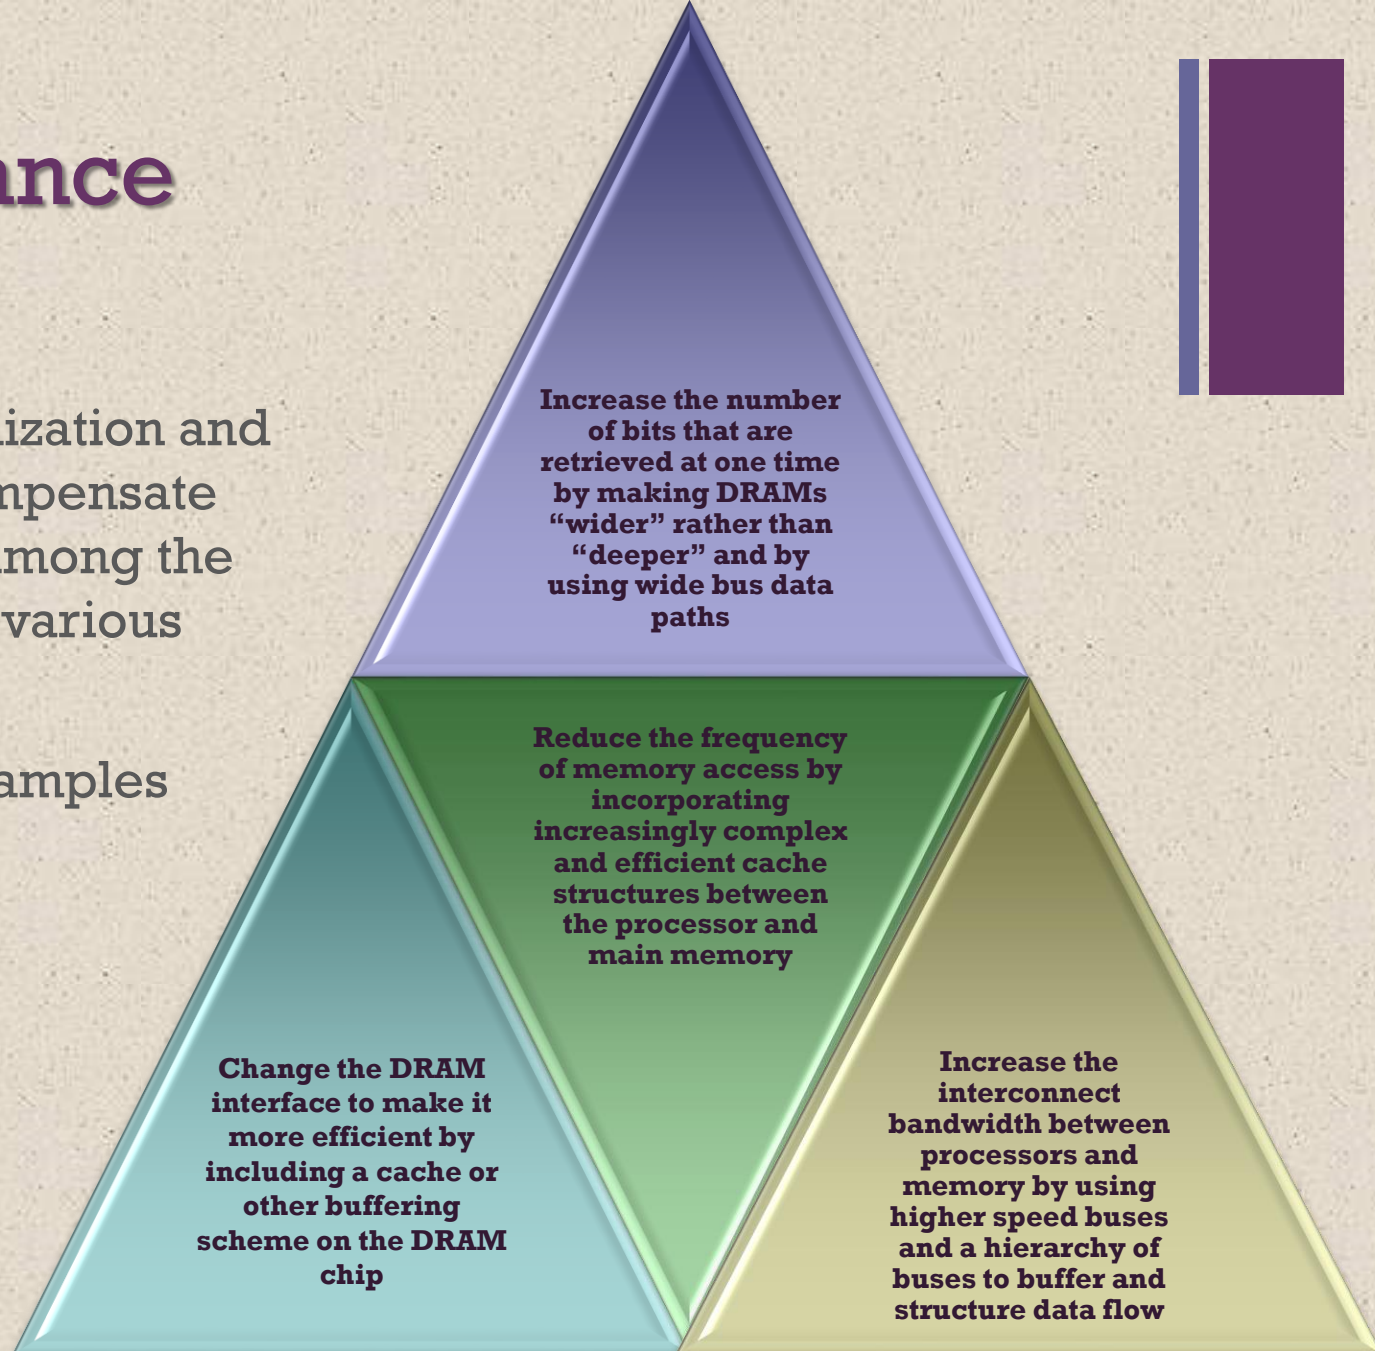 ance
lization and
mpensate
among the
various
amples
Increase the number
of bits that are
retrieved at one time
by making DRAMs
“wider” rather than
“deeper” and by
using wide bus data
paths
Reduce the frequency
of memory access by
incorporating
increasingly complex
and efficient cache
structures between
the processor and
main memory
Change the DRAM
interface to make it
more efficient by
including a cache or
other buffering
scheme on the DRAM
chip
Increase the
interconnect
bandwidth between
processors and
memory by using
higher speed buses
and a hierarchy of
buses to buffer and
structure data flow